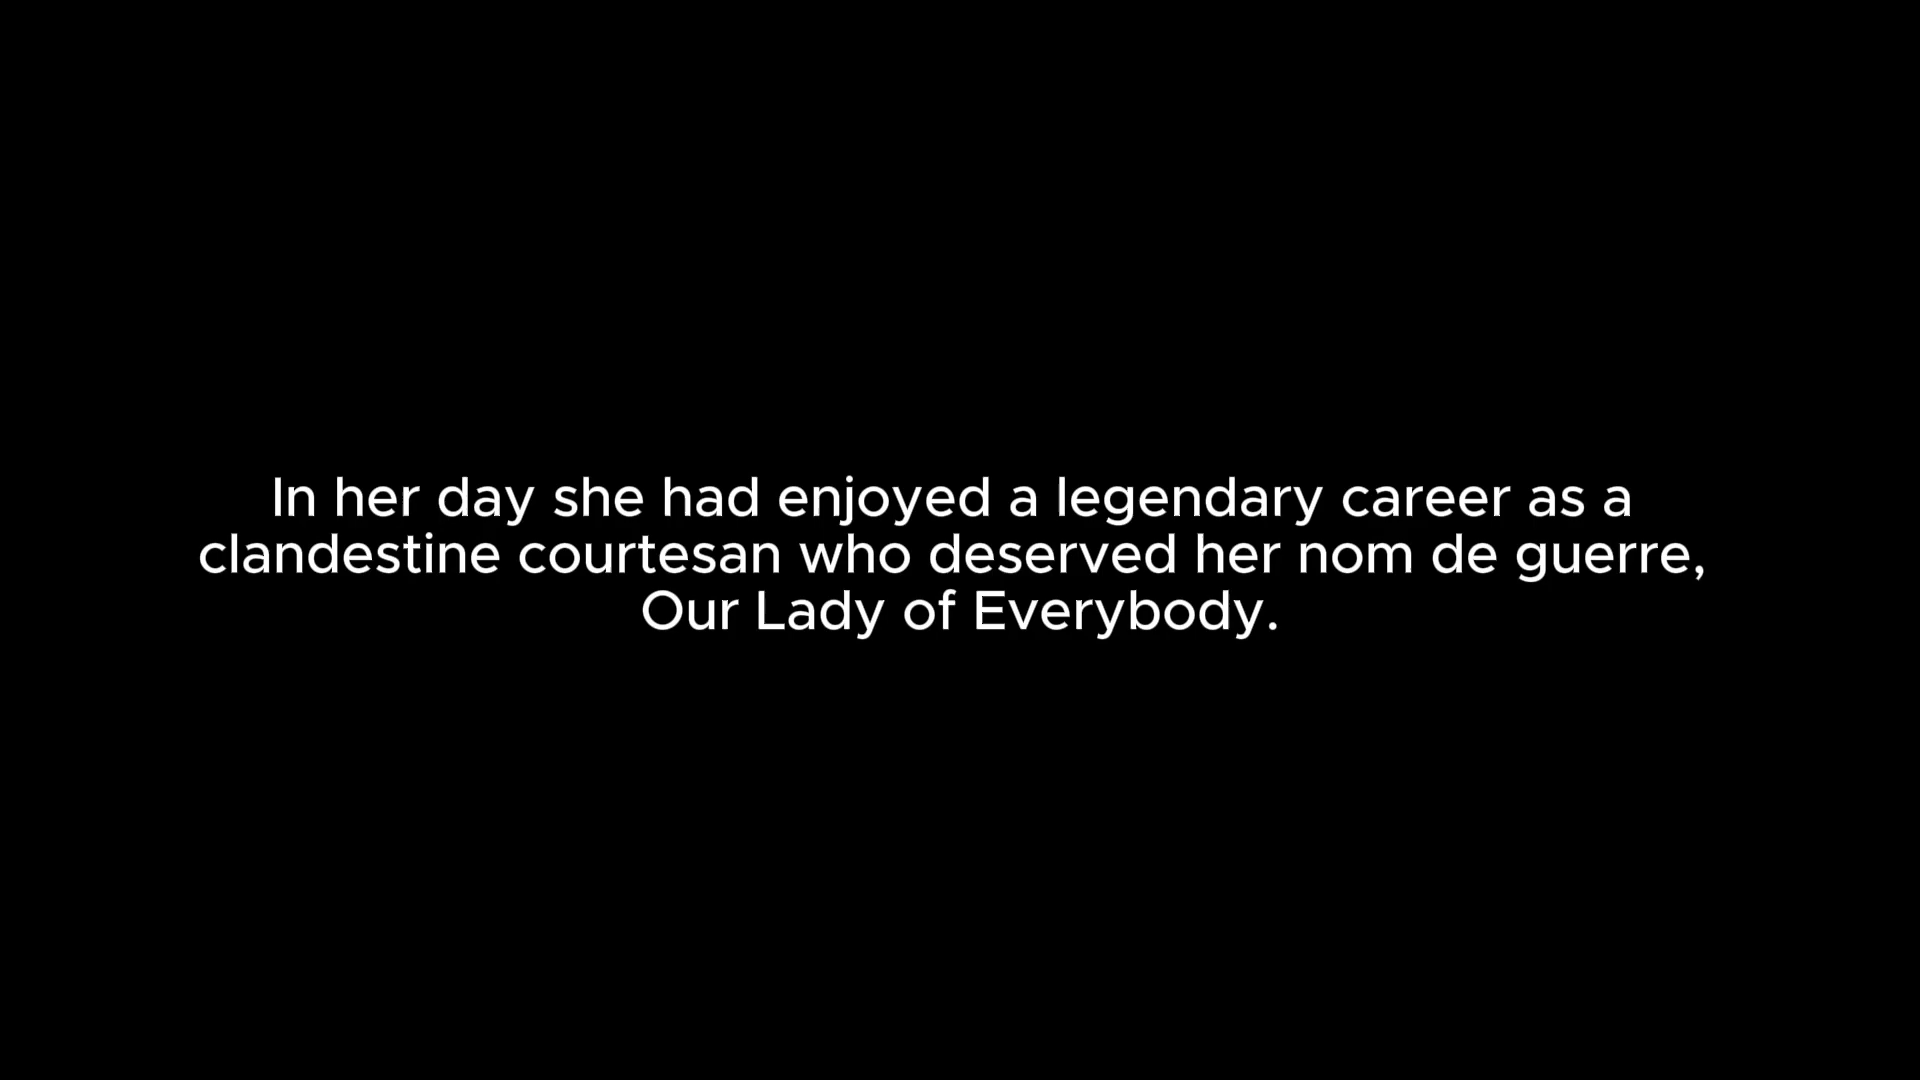 In her day she had enjoyed a legendary career as a
clandestine courtesan who deserved her nom de guerre,
Our Lady of Everybody.